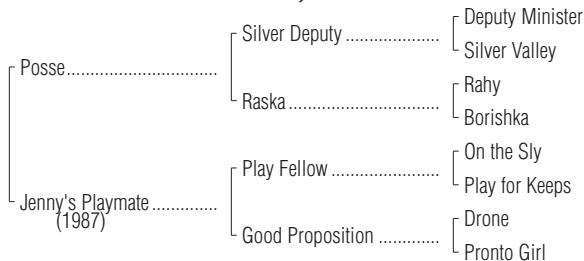 Deputy Minister
Silver Deputy ....................
Silver Valley
Posse................................
Rahy
Raska ................................
Borishka
On the Sly
Play Fellow .......................
Play for Keeps
Jenny's Playmate ..............
(1987)
Drone
Good Proposition .............
Pronto Girl